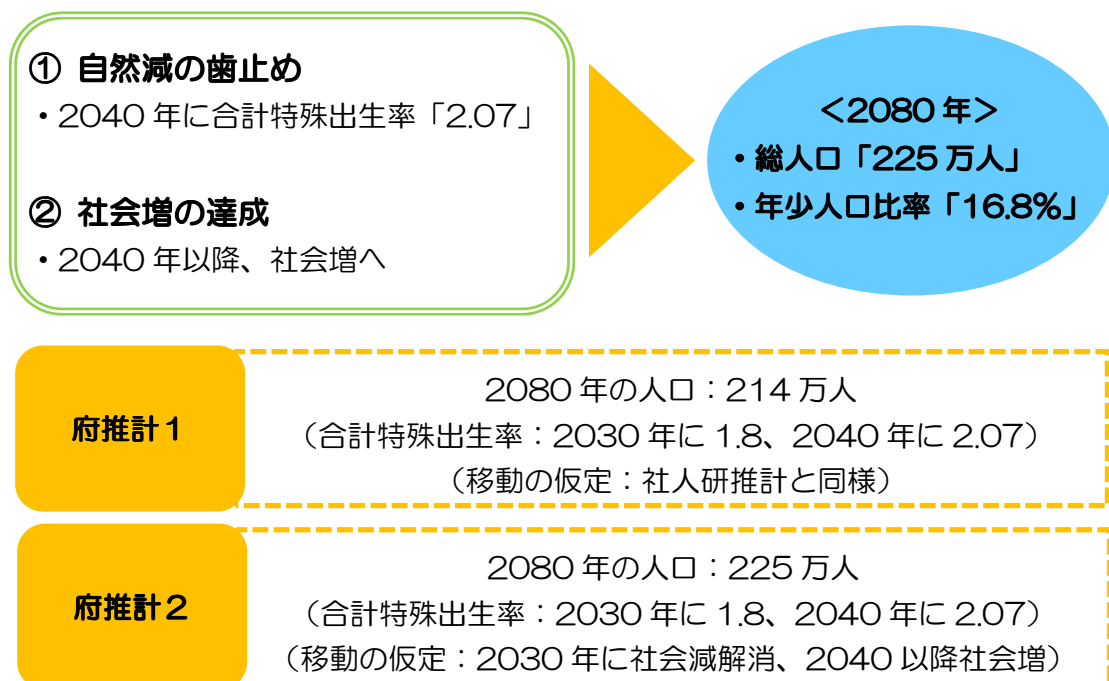 ① 自然減の歯止め
・2040 年に合計特殊出生率「2.07」
② 社会増の達成
・2040 年以降、社会増へ
＜2080 年＞
・総人口「225 万人」
・年少人口比率「16.8%」
府推計１
2080 年の人口：214 万人
（合計特殊出生率：2030 年に 1.8、2040 年に 2.07）
（移動の仮定：社人研推計と同様）
府推計２
2080 年の人口：225 万人
（合計特殊出生率：2030 年に 1.8、2040 年に 2.07）
（移動の仮定：2030 年に社会減解消、2040 以降社会増）